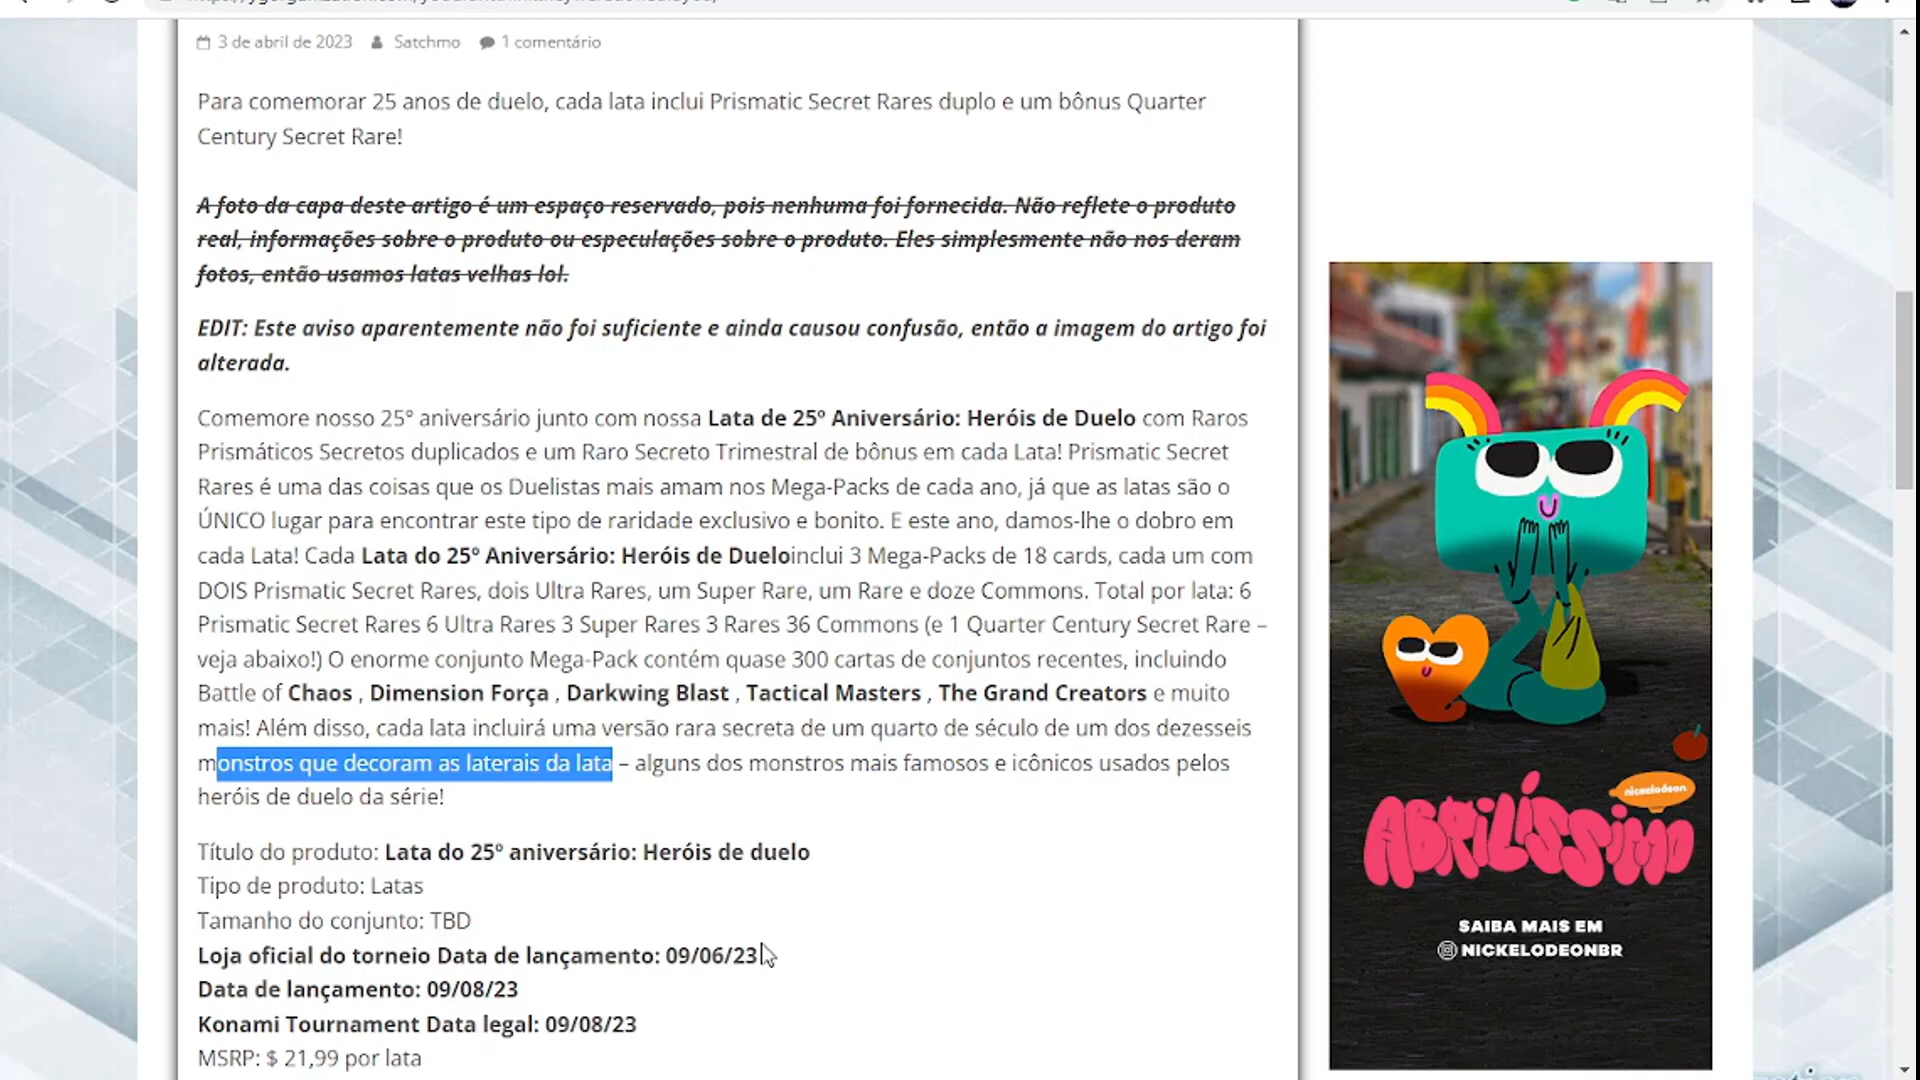 3 de abril de 2023 Satchmo 1 comentário
Para comemorar 25 anos de duelo, cada lata inclui Prismatic Secret Rares duplo e um bônus Quarter
Century Secret Rare!
A foto da capa deste artigo é um espaço reservado, pois nenhuma foi fornecida. Não reflete o produto
real, informações sobre o produto ou especulações sobre o produto. Eles simplesmente não nos deram
fotos, então usamos latas velhas lol.
EDIT: Este aviso aparentemente não foi suficiente e ainda causou confusão, então a imagem do artigo foi
alterada.
Comemore nosso 25º aniversário junto com nossa Lata de 25º Aniversário: Heróis de Duelo com Raros
Prismáticos Secretos duplicados e um Raro Secreto Trimestral de bônus em cada Lata! Prismatic Secret
Rares é uma das coisas que os Duelistas mais amam nos Mega-Packs de cada ano, já que as latas são o
ÚNICO lugar para encontrar este tipo de raridade exclusivo e bonito. E este ano, damos-lhe o dobro em
cada Lata! Cada Lata do 25º Aniversário: Heróis de Dueloinclui 3 Mega-Packs de 18 cards, cada um com
DOIS Prismatic Secret Rares, dois Ultra Rares, um Super Rare, um Rare e doze Commons. Total por lata: 6
Prismatic Secret Rares 6 Ultra Rares 3 Super Rares 3 Rares 36 Commons (e 1 Quarter Century Secret Rare –
veja abaixo!) O enorme conjunto Mega-Pack contém quase 300 cartas de conjuntos recentes, incluindo
Battle of Chaos , Dimension Força , Darkwing Blast , Tactical Masters , The Grand Creators e muito
mais! Além disso, cada lata incluirá uma versão rara secreta de um quarto de século de um dos dezesseis
monstros que decoram as laterais da lata – alguns dos monstros mais famosos e icônicos usados pelos
heróis de duelo da série!
Título do produto: Lata do 25º aniversário: Heróis de duelo
Tipo de produto: Latas
Tamanho do conjunto: TBD
Loja oficial do torneio Data de lançamento: 09/06/23
Data de lançamento: 09/08/23
Konami Tournament Data legal: 09/08/23
MSRP: $ 21,99 por lata
nickelodeon
ABRILÍSSIMO
SAIBA MAIS EM
NICKELODEONBR